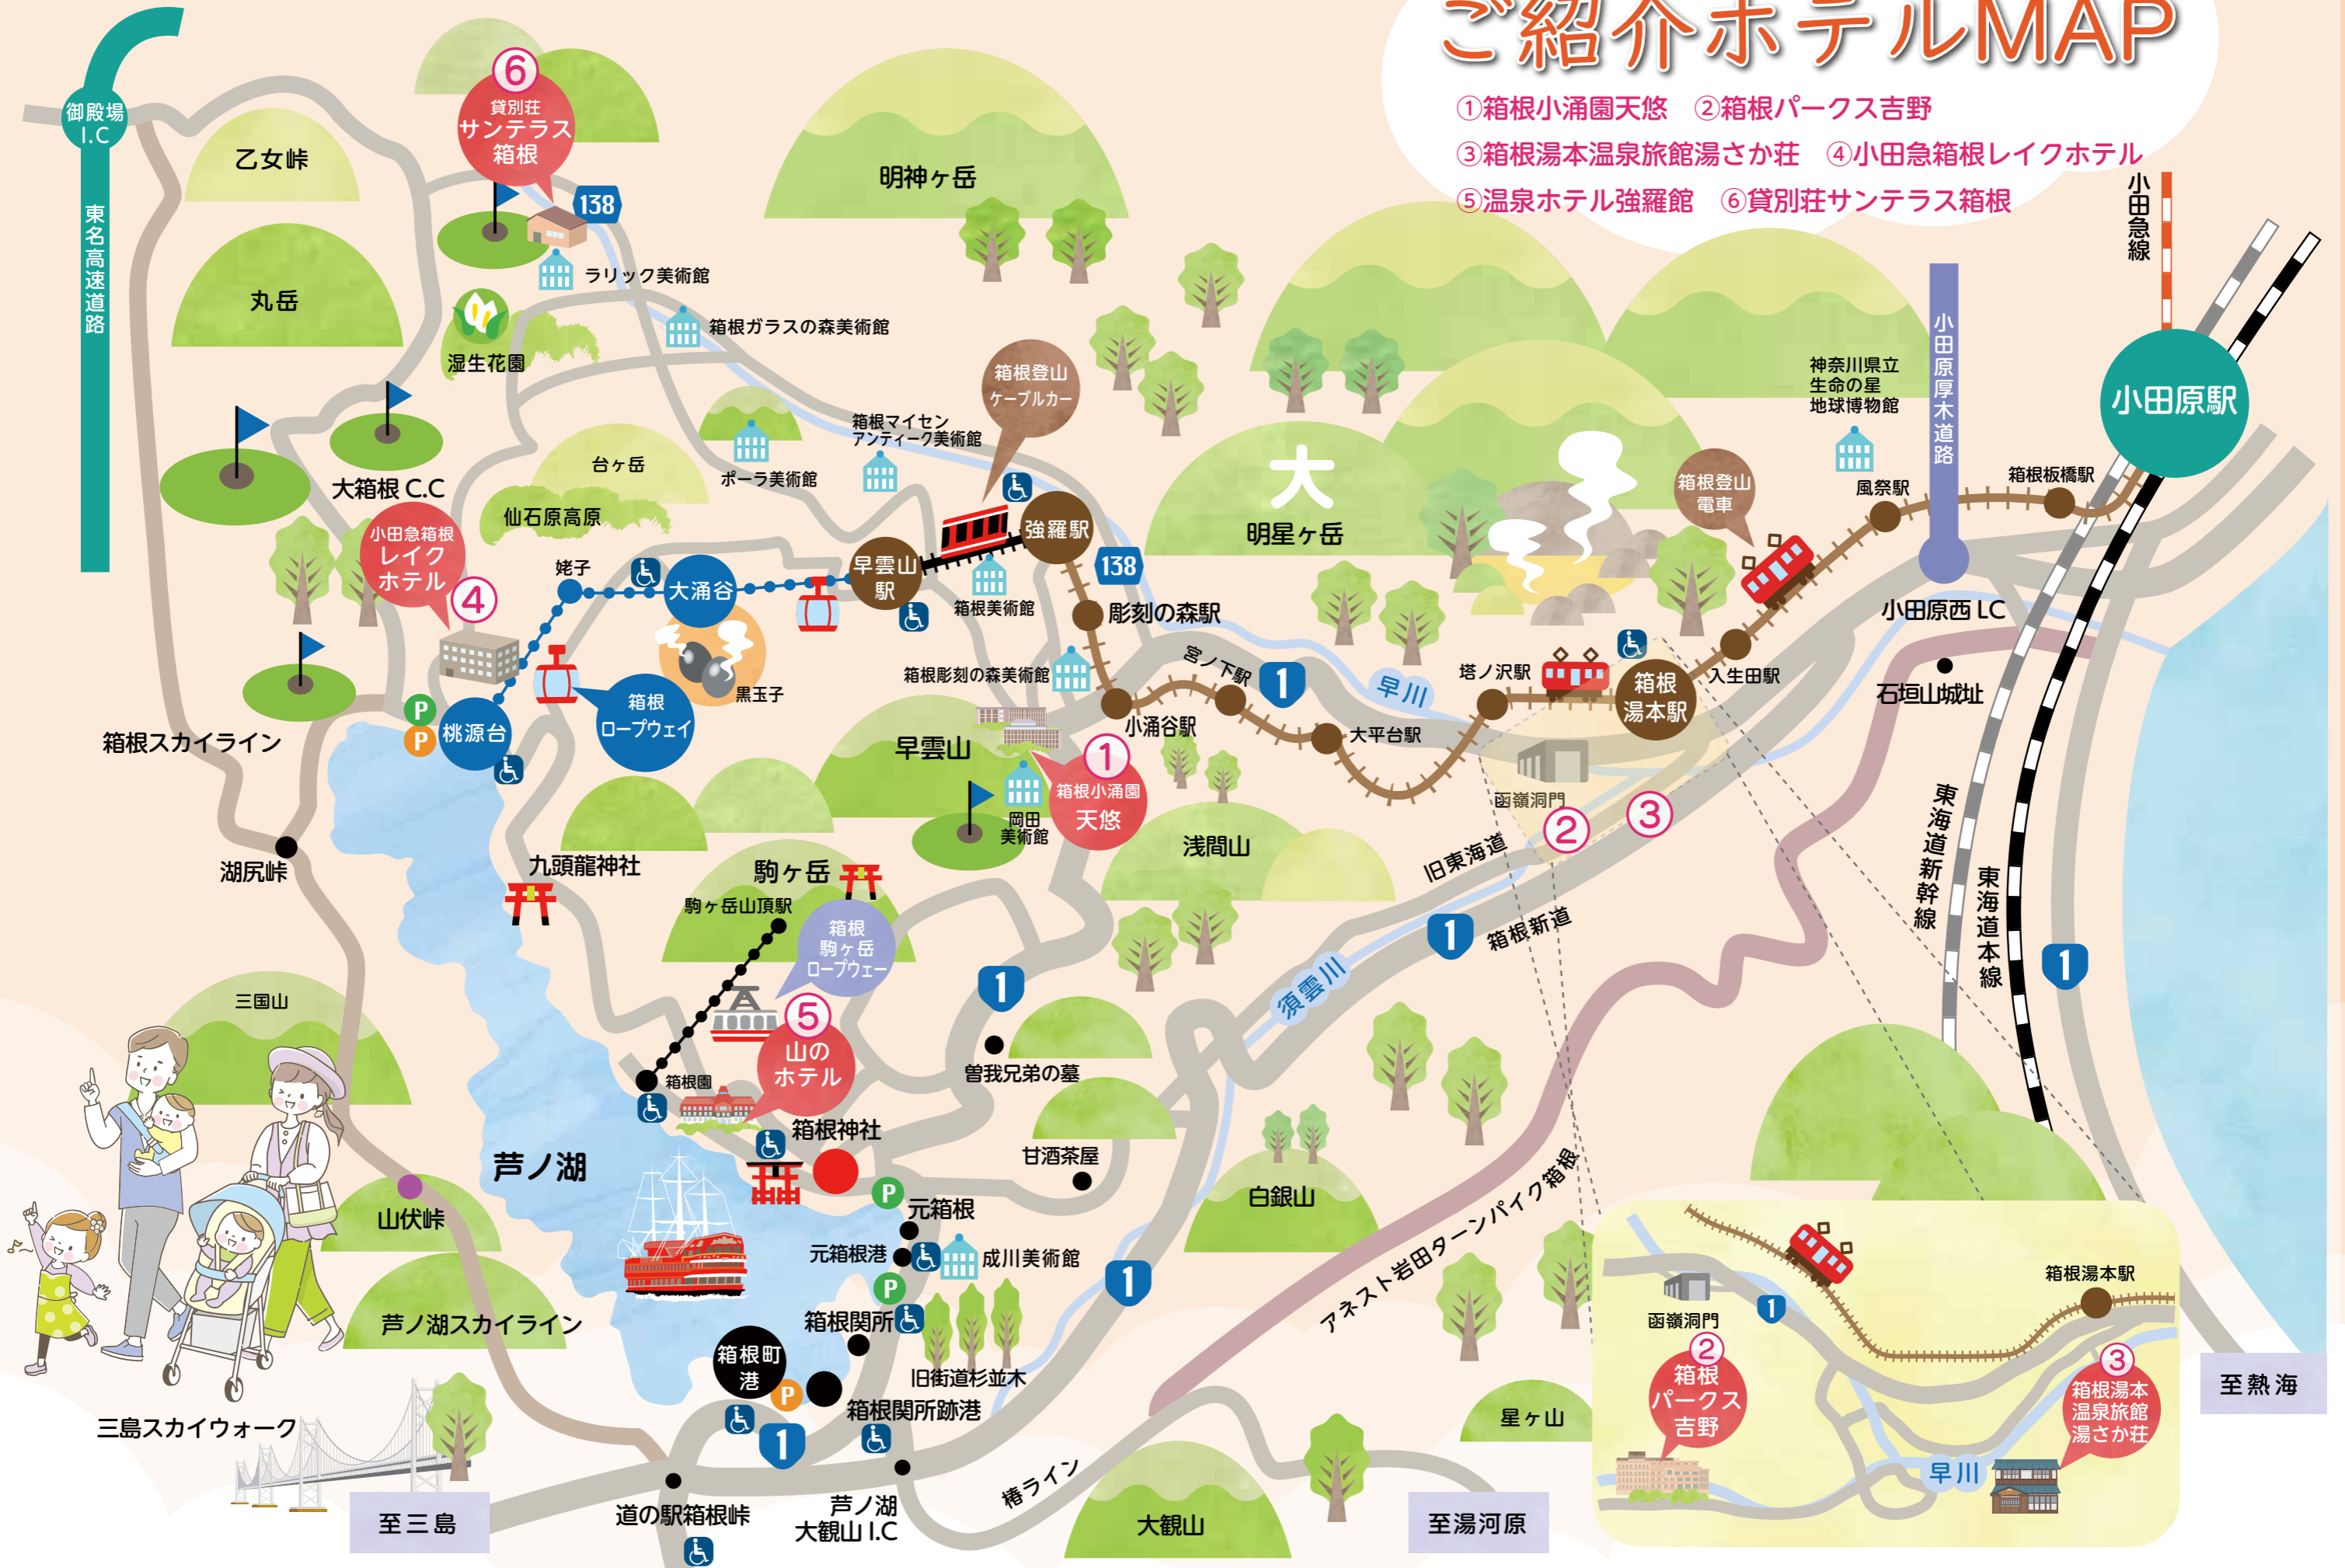 ご紹介ホテルMAP
①箱根小涌園天悠　②箱根パークス吉野
③箱根湯本温泉旅館湯さか荘　④小田急箱根レイクホテル
⑤温泉ホテル強羅館　⑥貸別荘サンテラス箱根
御殿場
I.C
東名高速道路
乙女峠
丸岳
⑥
貸別荘
サンテラス
箱根
138
ラリック美術館
箱根ガラスの森美術館
湿生花園
明神ヶ岳
小田急線
小田原厚木道路
小田原駅
神奈川県立
生命の星
地球博物館
箱根登山
ケーブルカー
箱根マイセン
アンティーク美術館
ポーラ美術館
台ヶ岳
仙石原高原
大箱根 C.C
小田急箱根
レイク
ホテル
④
姥子
大涌谷
早雲山
駅
強羅駅
138
箱根美術館
彫刻の森駅
大
明星ヶ岳
箱根登山
電車
風祭駅
箱根板橋駅
小田原西 I.C
石垣山城址
入生田駅
箱根
湯本駅
塔ノ沢駅
早川
大平台駅
1
宮ノ下駅
小涌谷駅
箱根彫刻の森美術館
黒玉子
箱根
ロープウェイ
P
P
桃源台
箱根スカイライン
湖尻峠
早雲山
①
箱根小涌園
天悠
岡田
美術館
浅間山
函嶺洞門
②
③
旧東海道
1
箱根新道
須雲川
東海道新幹線
東海道本線
1
九頭龍神社
駒ヶ岳
駒ヶ岳山頂駅
箱根
駒ヶ岳
ロープウェー
⑤
山の
ホテル
箱根園
1
曽我兄弟の墓
三国山
芦ノ湖
箱根神社
甘酒茶屋
白銀山
アネスト岩田ターンパイク箱根
山伏峠
P
元箱根
元箱根港
成川美術館
P
1
箱根関所
芦ノ湖スカイライン
箱根町
港
P
旧街道杉並木
箱根関所跡港
1
三島スカイウォーク
至三島
道の駅箱根峠
芦ノ湖
大観山 I.C
椿ライン
大観山
星ヶ山
至湯河原
至熱海
箱根湯本駅
函嶺洞門
1
②
箱根
パークス
吉野
③
箱根湯本
温泉旅館
湯さか荘
早川